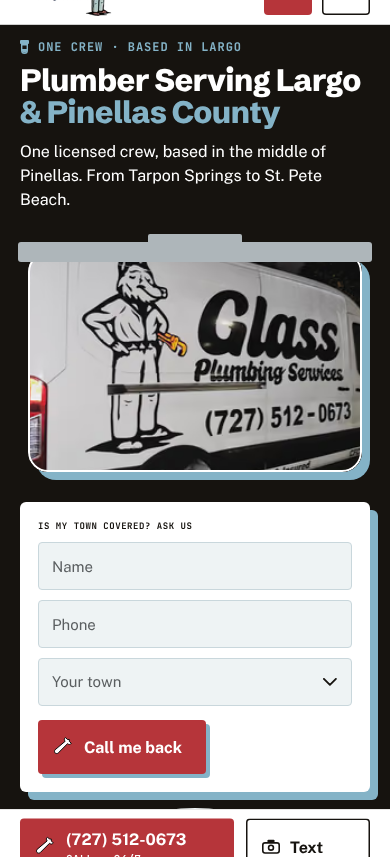 ONE CREW · BASED IN LARGO
Plumber Serving Largo
& Pinellas County
One licensed crew, based in the middle of
Pinellas. From Tarpon Springs to St. Pete
Beach.
Glass
Plumbing Services
(727) 512-0673
IS MY TOWN COVERED? ASK US
Name
Phone
Your town
Call me back
(727) 512-0673
Text